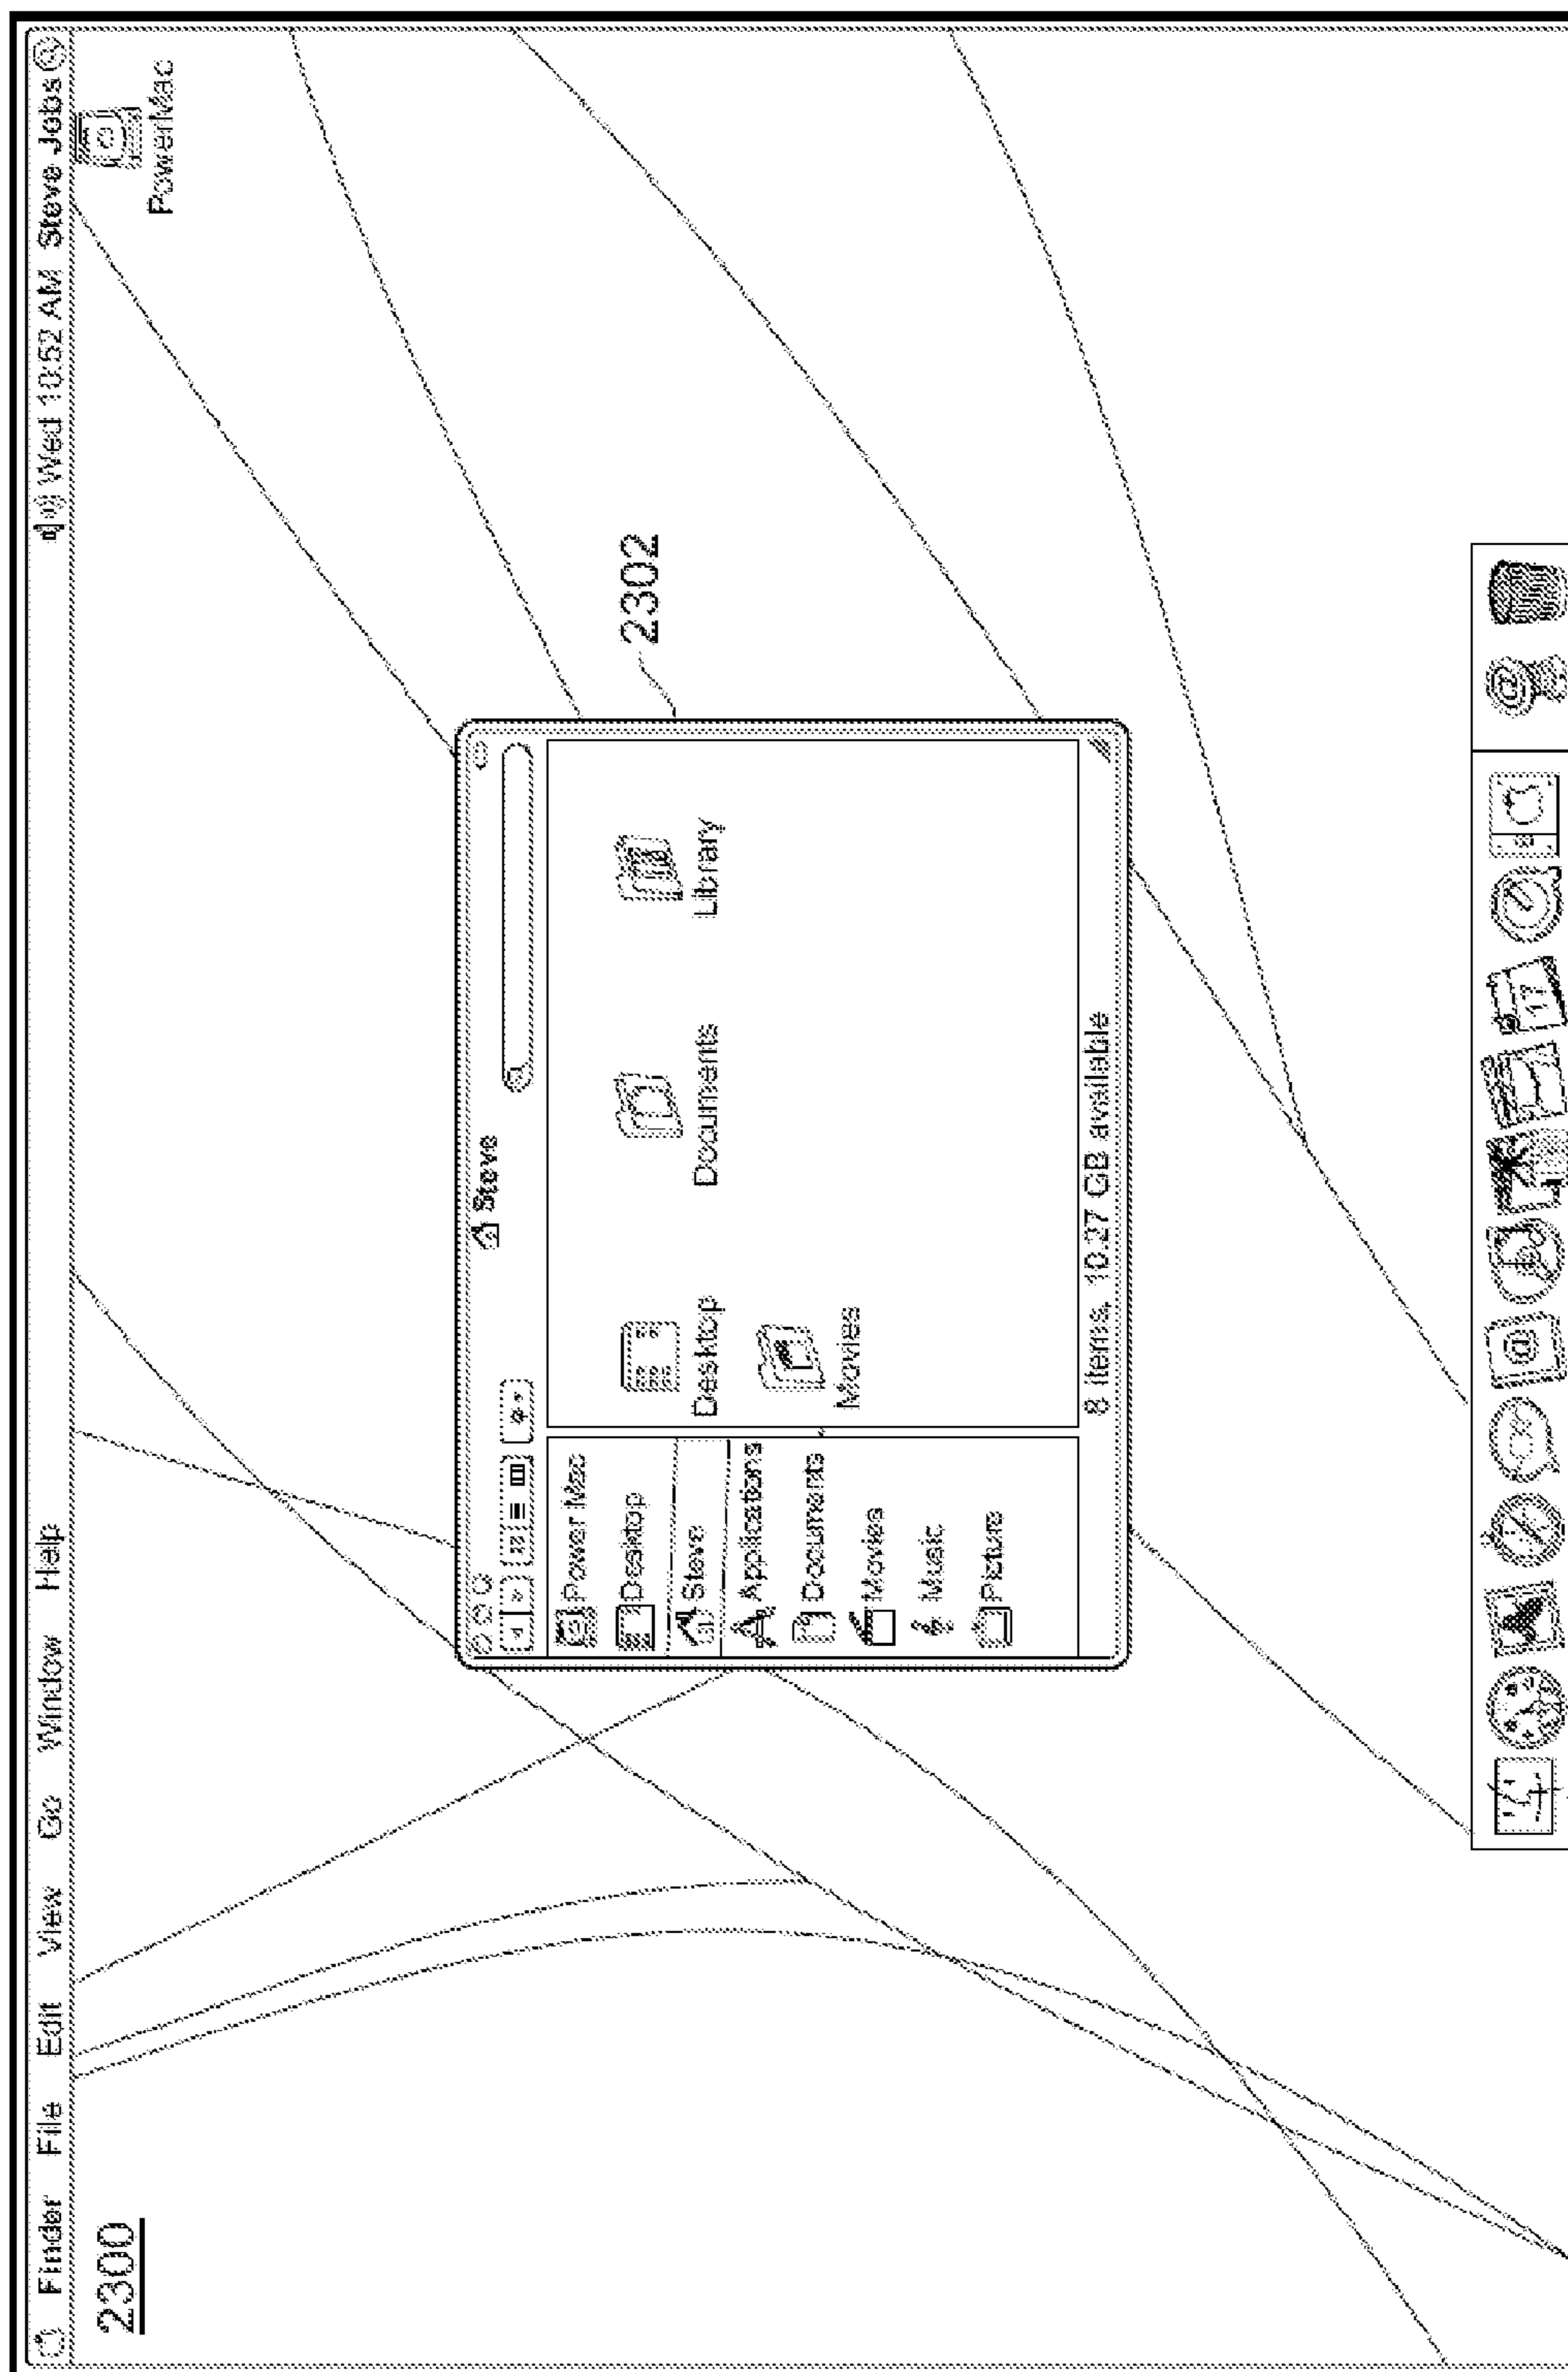 Finder File Edit View Go Window Help Wed 10:52 AM Steve Jobs
2300
PowerMac
Steve
2302
Power Mac
Desktop
Steve
Applications
Documents
Movies
Music
Picture
Desktop Documents Library
Movies
8 items, 10.27 GB available
@ 17 @